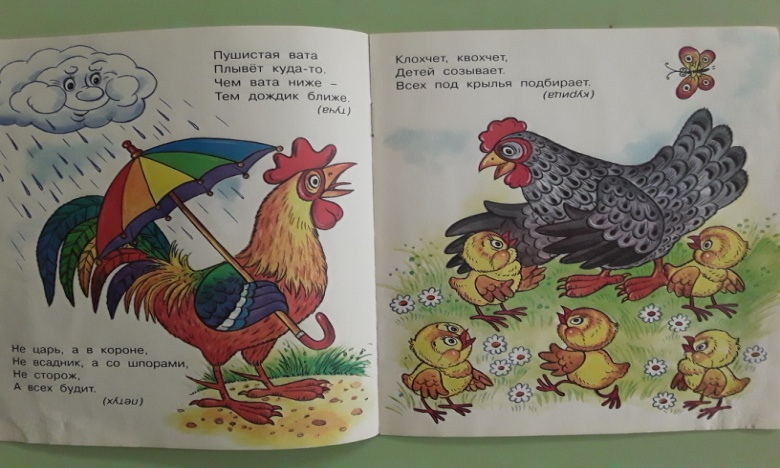 Пушистая вата
Плывёт куда-то.
Чем вата ниже –
Тем дождик ближе.
(туча)
Не царь, а в короне,
Не всадник, а со шпорами,
Не сторож,
А всех будит.
(петух)
Клохчет, квохчет,
Детей созывает.
Всех под крылья подбирает.
(курица)